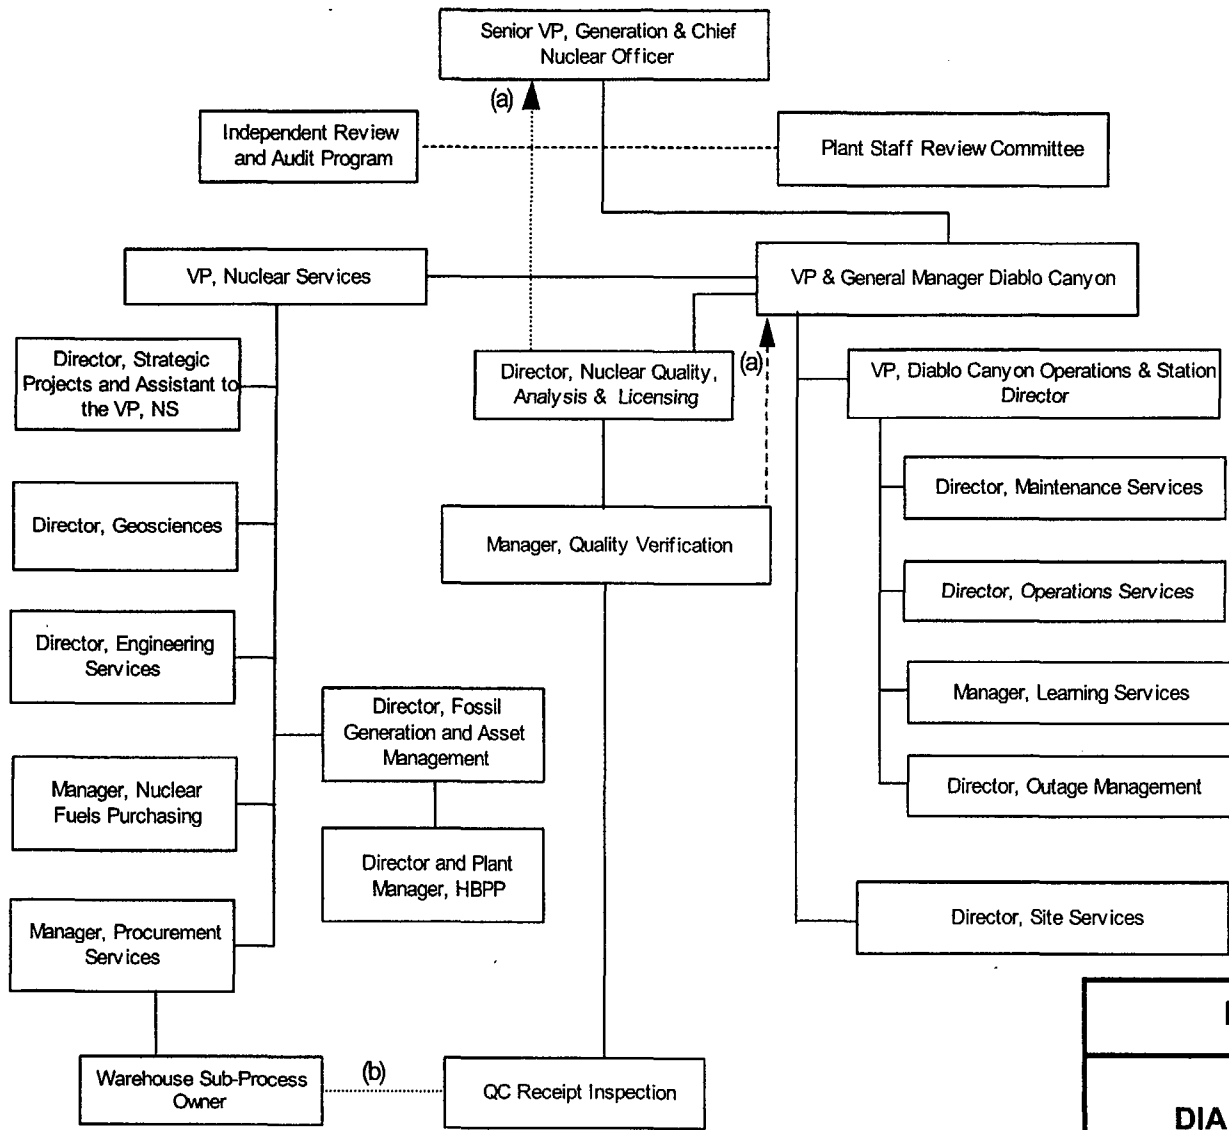 Senior VP, Generation & Chief
Nuclear Officer
(a)
Independent Review
and Audit Program
Plant Staff Review Committee
VP, Nuclear Services
VP & General Manager Diablo Canyon
Director, Strategic
Projects and Assistant to
the VP, NS
Director, Nuclear Quality,
Analysis & Licensing
(a)
VP, Diablo Canyon Operations & Station
Director
Director, Maintenance Services
Director, Geosciences
Manager, Quality Verification
Director, Operations Services
Director, Engineering
Services
Manager, Learning Services
Director, Fossil
Generation and Asset
Management
Manager, Nuclear
Fuels Purchasing
Director, Outage Management
Director and Plant
Manager, HBPP
Manager, Procurement
Services
Director, Site Services
Warehouse Sub-Process
Owner
(b)
QC Receipt Inspection
DIA